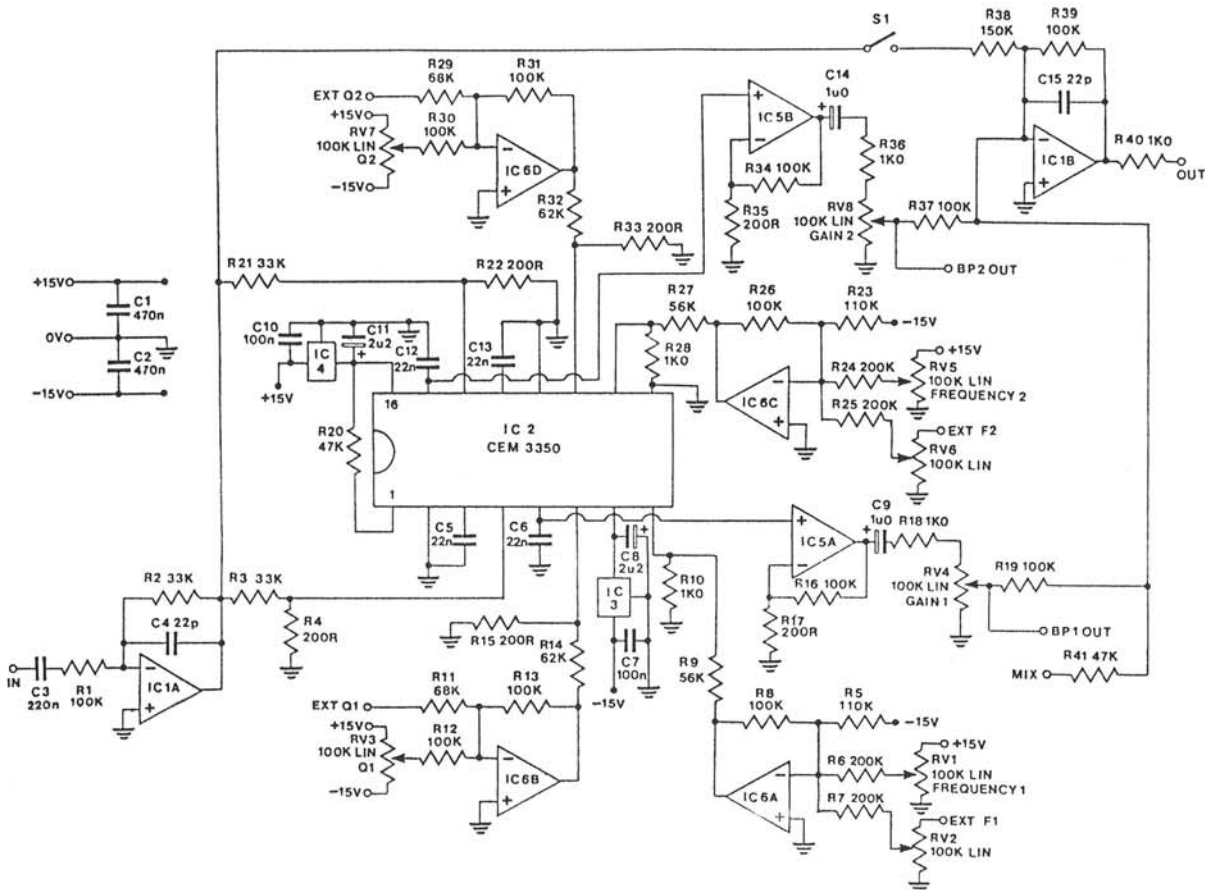 S1
R38
150K
R39
100K
C15 22p
IC1B
R40 1K0
OUT
R29
68K
R31
100K
EXT Q2
+15V
R30
100K
RV7
100K LIN
Q2
-15V
IC6D
R32
62K
R33 200R
C14
1u0
IC5B
R34 100K
R35
200R
R36
1K0
RV8
100K LIN
GAIN 2
R37 100K
BP2 OUT
+15V
C1
470n
0V
C2
470n
-15V
R21 33K
R22 200R
C10
100n
IC
4
C11
2u2
+15V
C12
22n
C13
22n
R27
56K
R28
1K0
R26
100K
R23
110K
-15V
R24 200K
R25 200K
+15V
RV5
100K LIN
FREQUENCY 2
EXT F2
RV6
100K LIN
IC6C
R20
47K
16
IC 2
CEM 3350
1
C5
22n
C6
22n
C8
2u2
IC
3
C7
100n
-15V
R10
1K0
IC5A
C9
1u0
R18 1K0
R16 100K
R17
200R
RV4
100K LIN
GAIN 1
R19 100K
BP1 OUT
MIX
R41 47K
R2 33K
R3 33K
C4 22p
R4
200R
IN
C3
220n
R1
100K
IC1A
R15 200R
R14
62K
R11
68K
R13
100K
EXT Q1
+15V
R12
100K
RV3
100K LIN
Q1
-15V
IC6B
R9
56K
R8
100K
R5
110K
-15V
R6 200K
R7 200K
+15V
RV1
100K LIN
FREQUENCY 1
EXT F1
RV2
100K LIN
IC6A